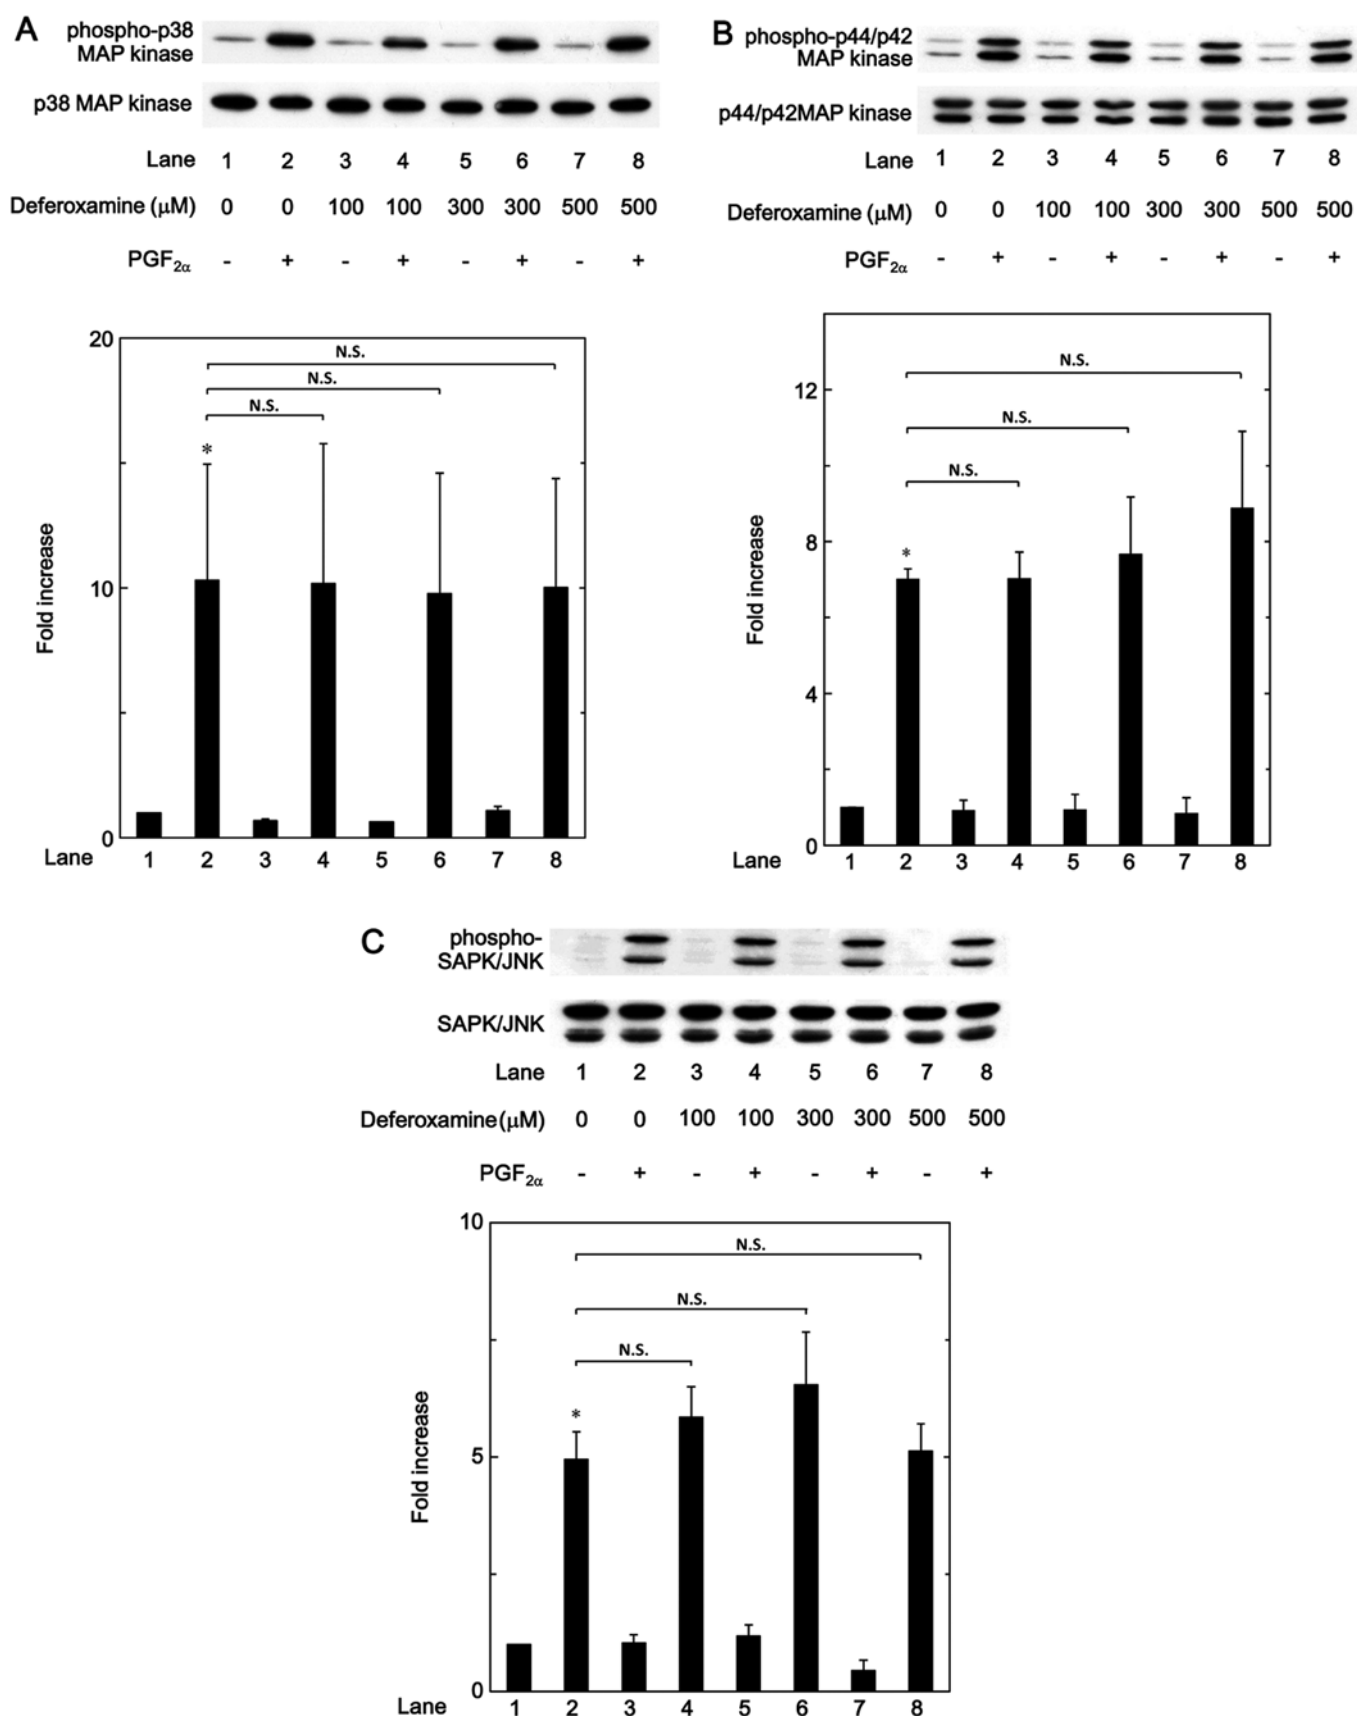 A
phospho-p38
MAP kinase
p38 MAP kinase
Lane 1 2 3 4 5 6 7 8
Deferoxamine (μM) 0 0 100 100 300 300 500 500
PGF2α - + - + - + - +
20
N.S.
N.S.
N.S.
*
10
Fold increase
0
Lane 1 2 3 4 5 6 7 8
B
phospho-p44/p42
MAP kinase
p44/p42MAP kinase
Lane 1 2 3 4 5 6 7 8
Deferoxamine (μM) 0 0 100 100 300 300 500 500
PGF2α - + - + - + - +
N.S.
12
N.S.
N.S.
*
8
Fold increase
4
0
Lane 1 2 3 4 5 6 7 8
C
phospho-
SAPK/JNK
SAPK/JNK
Lane 1 2 3 4 5 6 7 8
Deferoxamine (μM) 0 0 100 100 300 300 500 500
PGF2α - + - + - + - +
10
N.S.
N.S.
N.S.
*
5
Fold increase
0
Lane 1 2 3 4 5 6 7 8